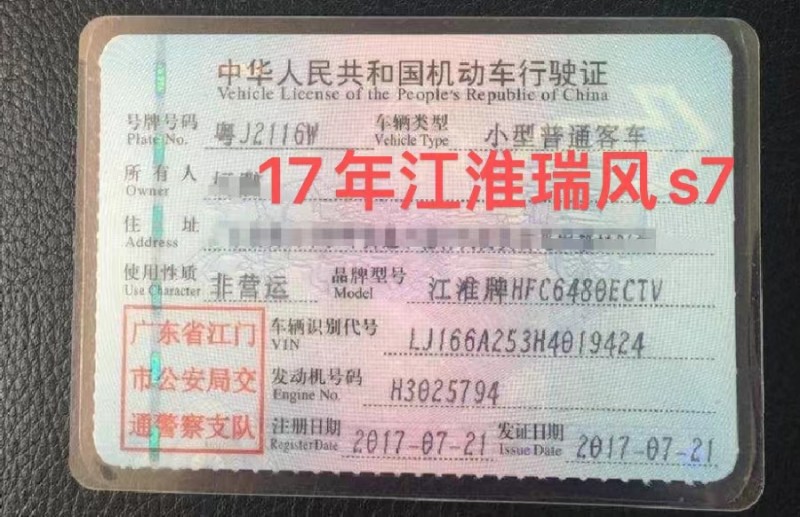 中华人民共和国机动车行驶证
Vehicle License of the People's Republic of China
号牌号码 粤J2116W 车辆类型 小型普通客车
Plate No. Vehicle Type
所有人
Owner
17年江淮瑞风s7
住址
Address
使用性质 非营运 品牌型号 江淮牌HFC6480ECTV
Use Character Model
广东省江门
市公安局交
通警察支队
车辆识别代号 LJ166A253H4019424
VIN
发动机号码 H3025794
Engine No.
注册日期 2017-07-21 发证日期 2017-07-21
Register Date Issue Date